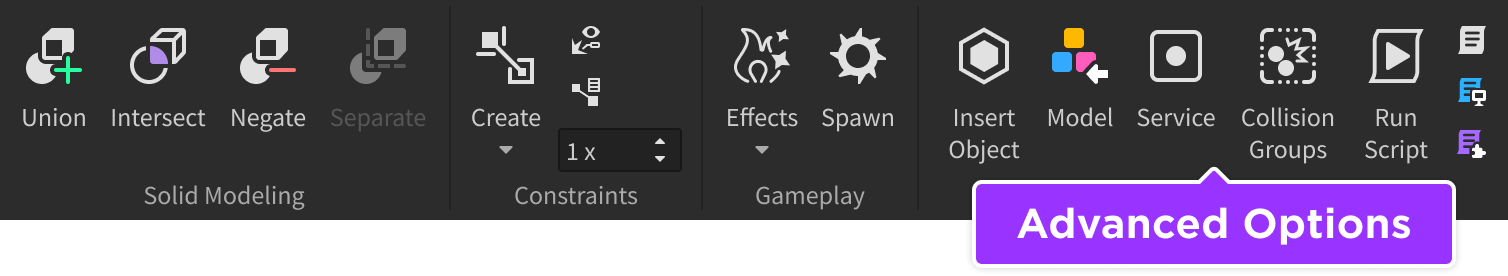 Union Intersect Negate Separate Create Effects Spawn Insert Object Model Service Collision Groups Run Script
1 x
Solid Modeling Constraints Gameplay
Advanced Options